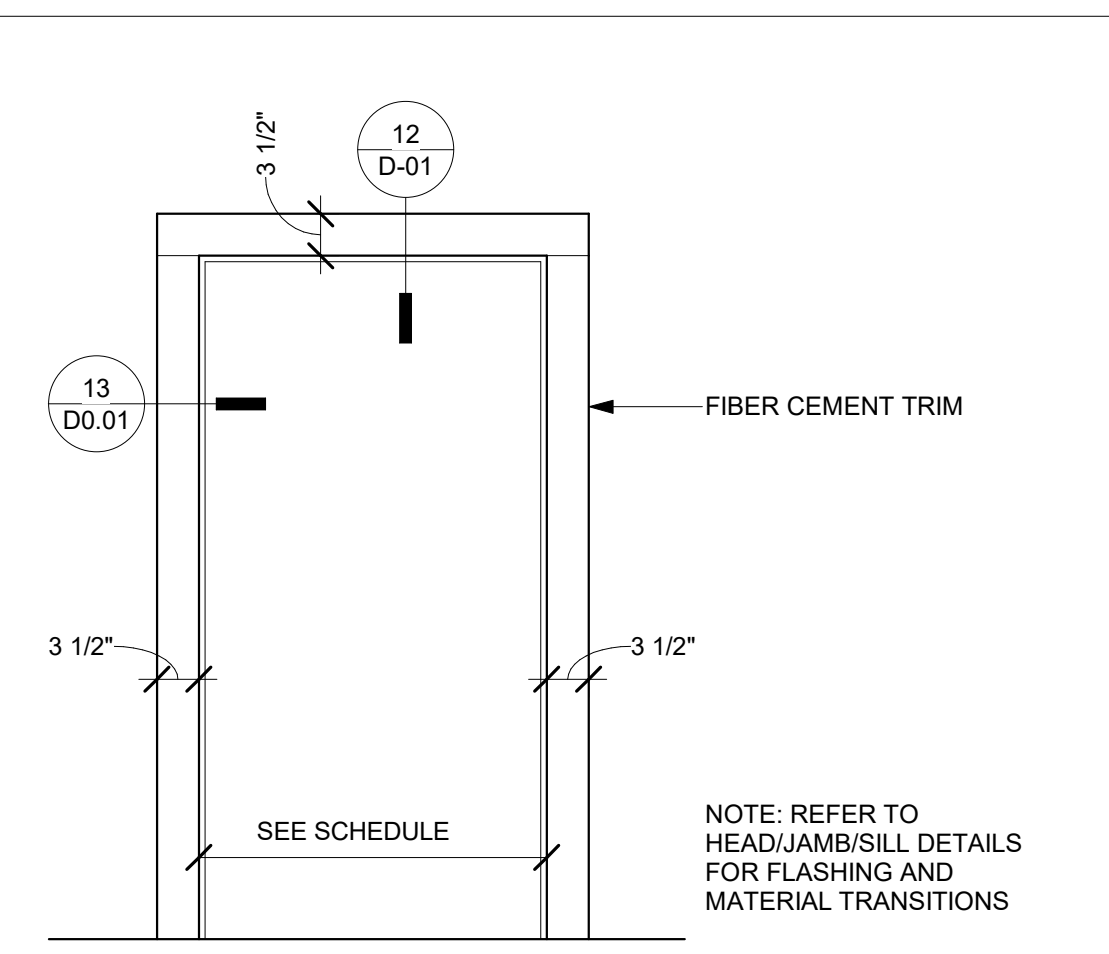 3 1/2"
12
D-01
13
D0.01
FIBER CEMENT TRIM
3 1/2"
3 1/2"
SEE SCHEDULE
NOTE: REFER TO
HEAD/JAMB/SILL DETAILS
FOR FLASHING AND
MATERIAL TRANSITIONS